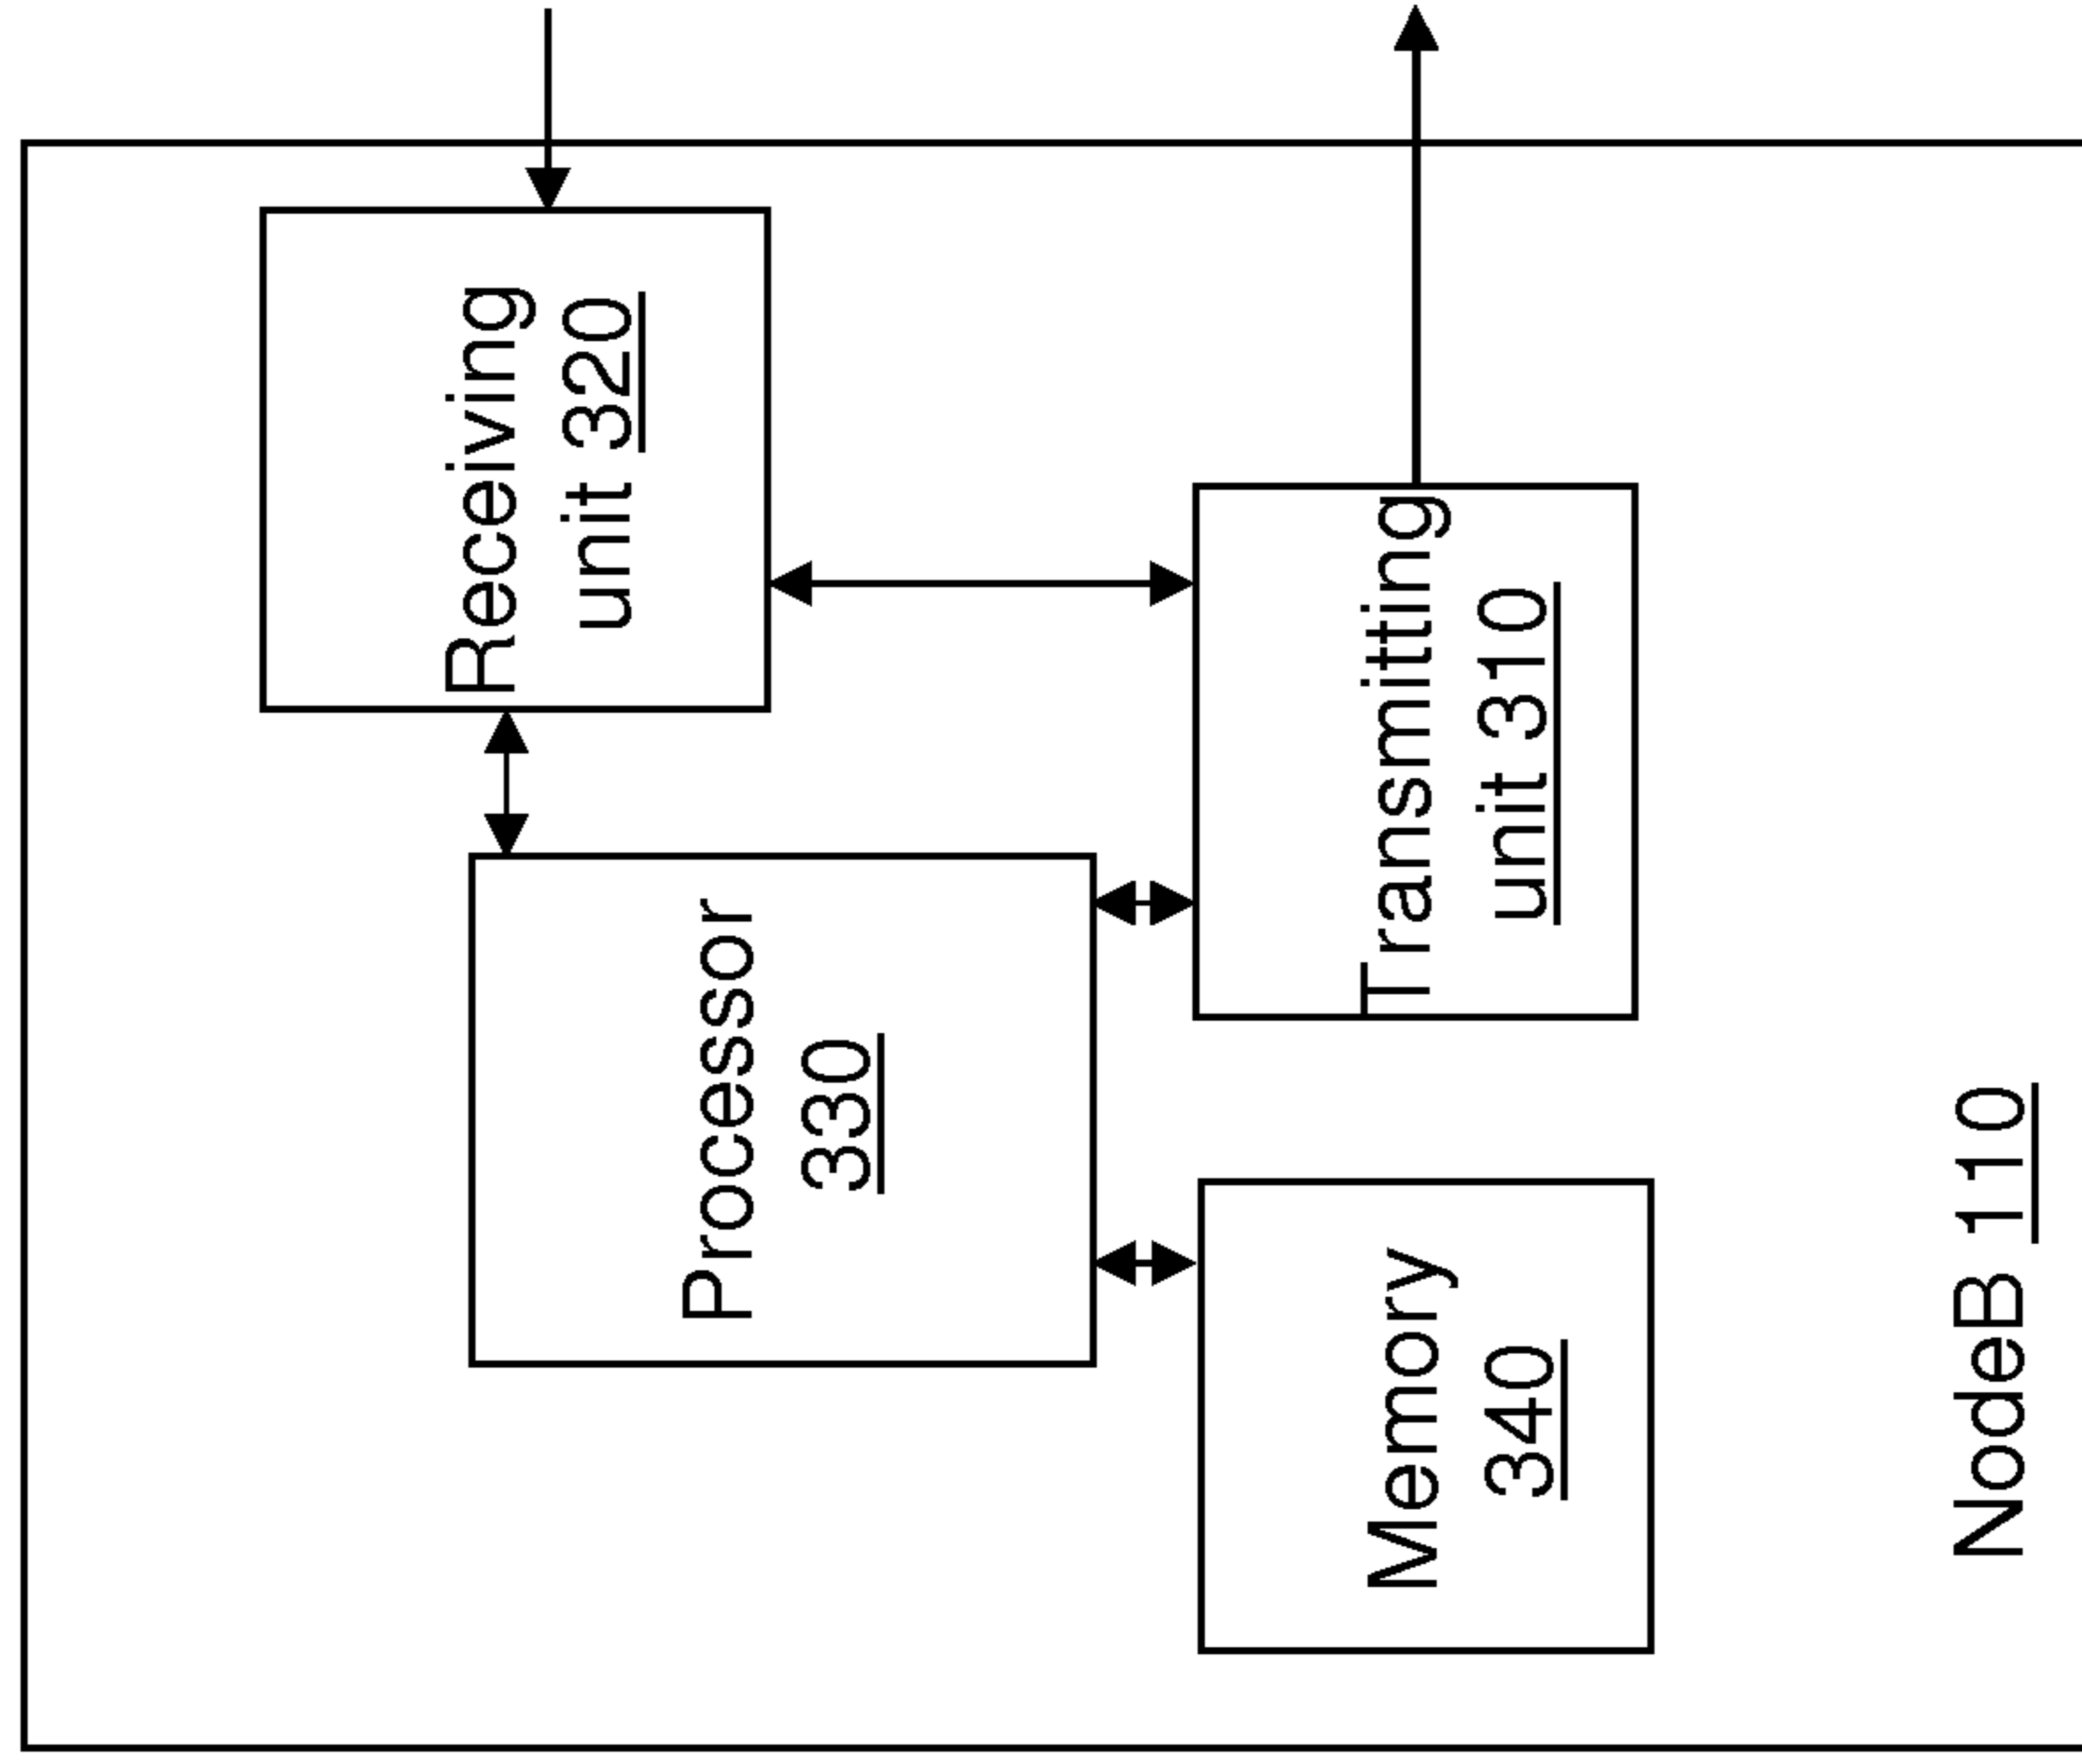 Receiving
unit 320
Processor
330
Transmitting
unit 310
Memory
340
NodeB 110